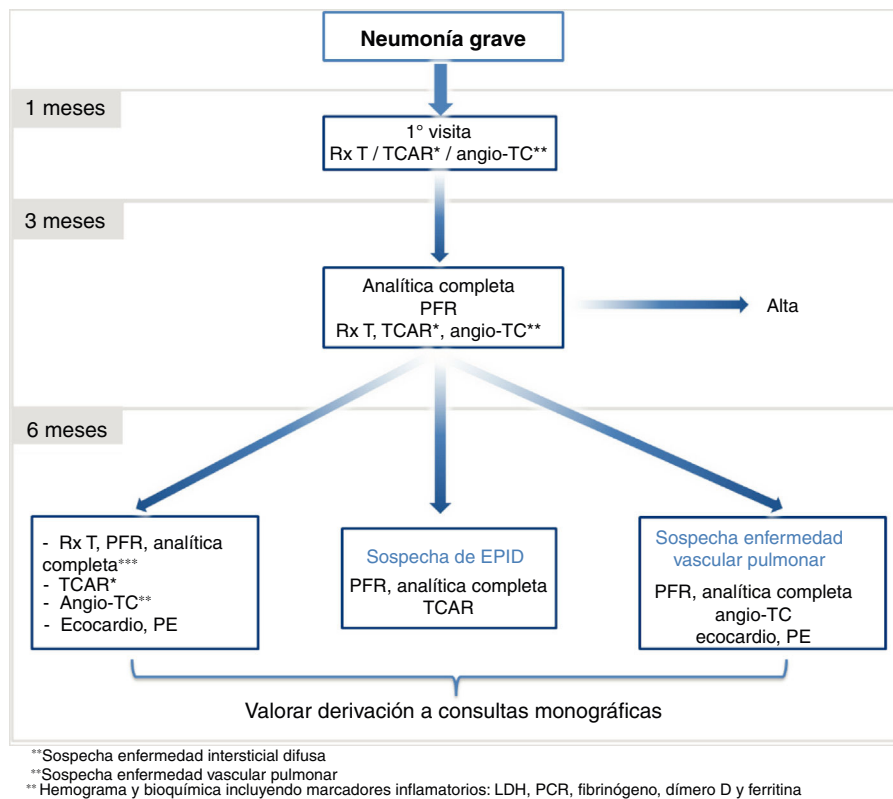 Neumonía grave
1 meses
1° visita
Rx T / TCAR* / angio-TC**
3 meses
Analítica completa
PFR
Rx T, TCAR*, angio-TC**
Alta
6 meses
- Rx T, PFR, analítica
completa***
- TCAR*
- Angio-TC**
- Ecocardio, PE
Sospecha de EPID
PFR, analítica completa
TCAR
Sospecha enfermedad
vascular pulmonar
PFR, analítica completa
angio-TC
ecocardio, PE
Valorar derivación a consultas monográficas
**Sospecha enfermedad intersticial difusa
**Sospecha enfermedad vascular pulmonar
** Hemograma y bioquímica incluyendo marcadores inflamatorios: LDH, PCR, fibrinógeno, dímero D y ferritina